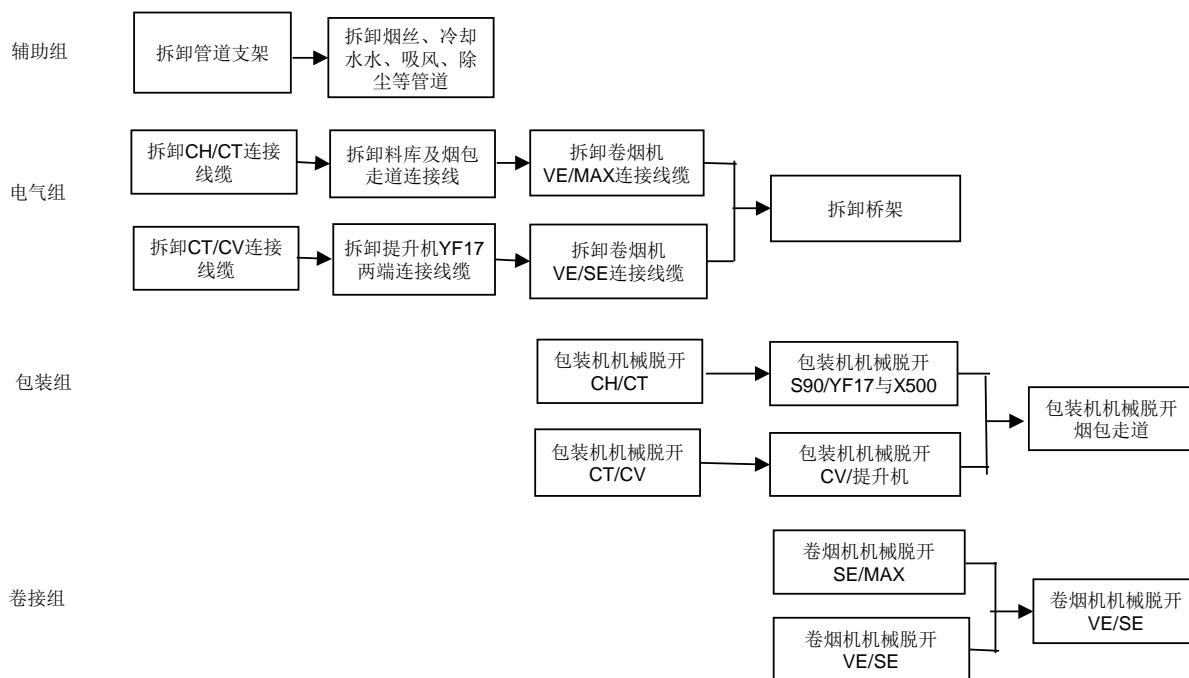 辅助组
拆卸管道支架
拆卸烟丝、冷却
水水、吸风、除
尘等管道
电气组
拆卸CH/CT连接
线缆
拆卸料库及烟包
走道连接线
拆卸卷烟机
VE/MAX连接线缆
拆卸桥架
拆卸CT/CV连接
线缆
拆卸提升机YF17
两端连接线缆
拆卸卷烟机
VE/SE连接线缆
包装组
包装机机械脱开
CH/CT
包装机机械脱开
S90/YF17与X500
包装机机械脱开
烟包走道
包装机机械脱开
CT/CV
包装机机械脱开
CV/提升机
卷接组
卷烟机机械脱开
SE/MAX
卷烟机机械脱开
VE/SE
卷烟机机械脱开
VE/SE